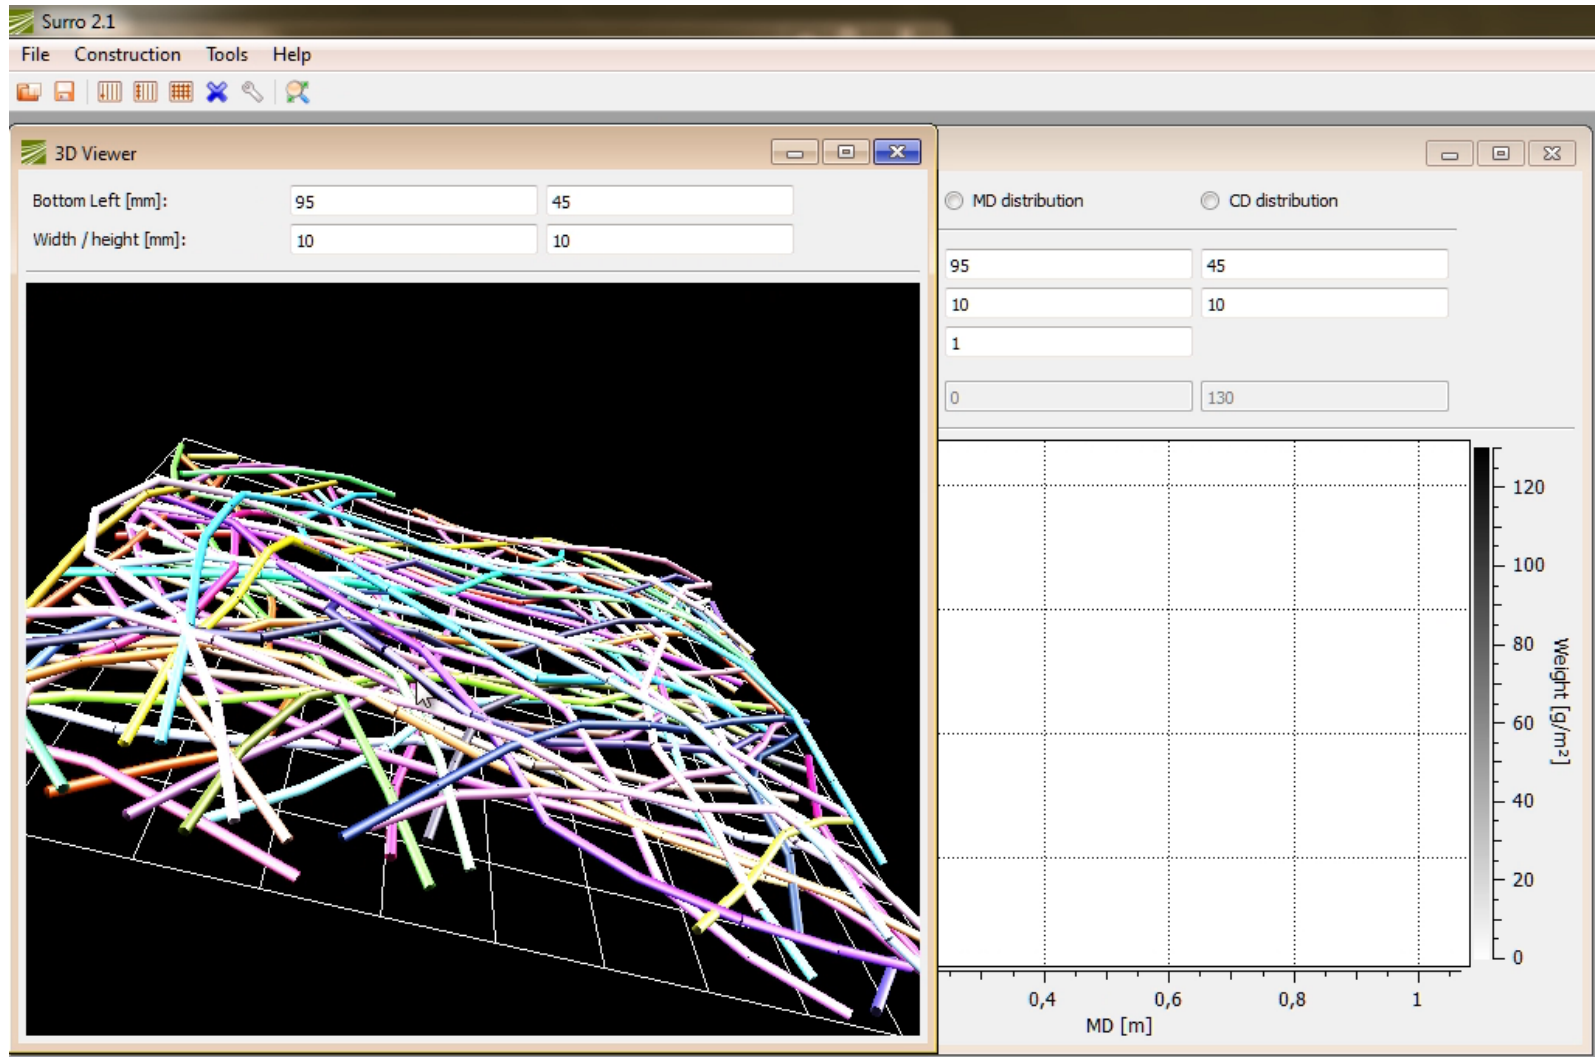 Surro 2.1
File Construction Tools Help
3D Viewer
Bottom Left [mm]: 95 45
Width / height [mm]: 10 10
MD distribution CD distribution
95 45
10 10
1
0 130
120
100
80
60
40
20
0
Weight [g/m²]
0,4 0,6 0,8 1
MD [m]